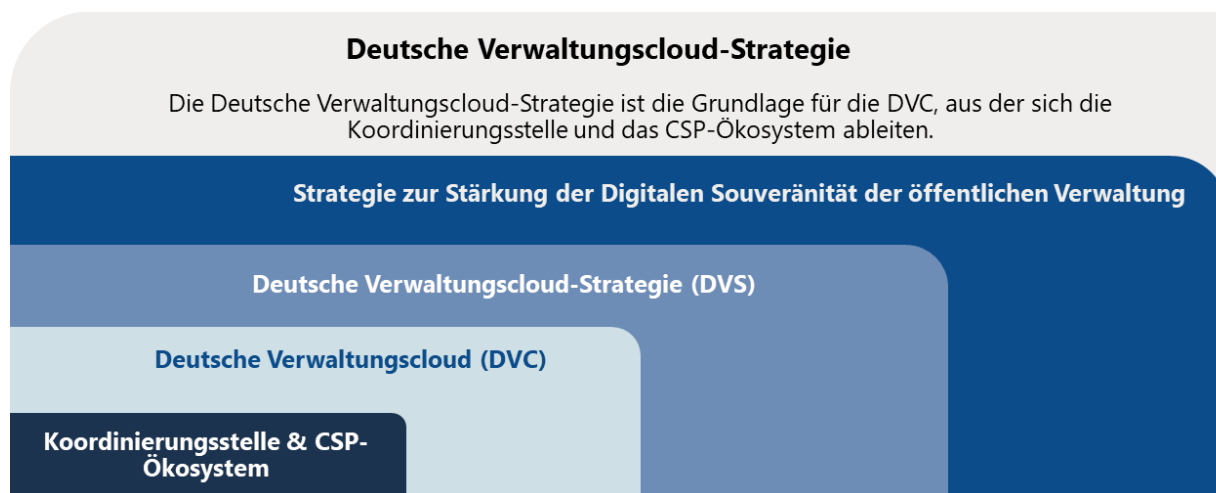 Deutsche Verwaltungscloud-Strategie
Die Deutsche Verwaltungscloud-Strategie ist die Grundlage für die DVC, aus der sich die
Koordinierungsstelle und das CSP-Ökosystem ableiten.
Strategie zur Stärkung der Digitalen Souveränität der öffentlichen Verwaltung
Deutsche Verwaltungscloud-Strategie (DVS)
Deutsche Verwaltungscloud (DVC)
Koordinierungsstelle & CSP-
Ökosystem